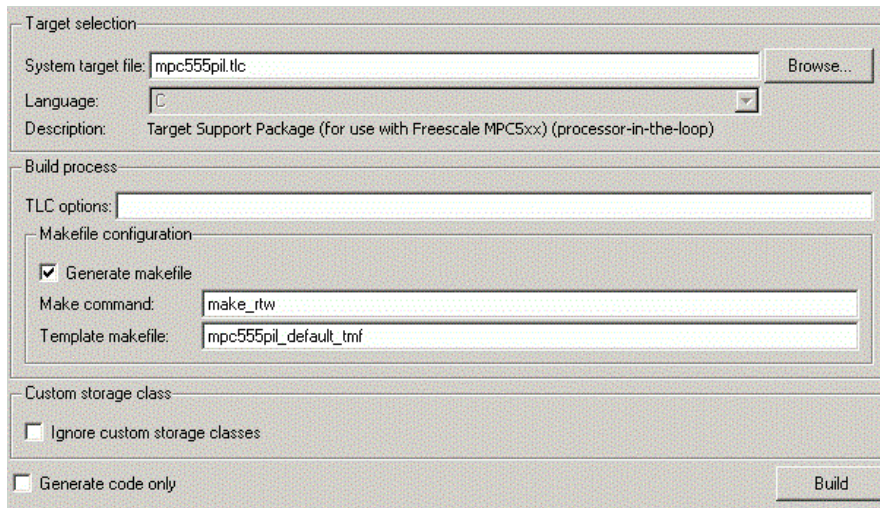 Target selection
System target file: mpc555pil.tlc Browse...
Language: C
Description: Target Support Package (for use with Freescale MPC5xx) (processor-in-the-loop)
Build process
TLC options:
Makefile configuration
Generate makefile
Make command: make_rtw
Template makefile: mpc555pil_default_tmf
Custom storage class
Ignore custom storage classes
Generate code only Build